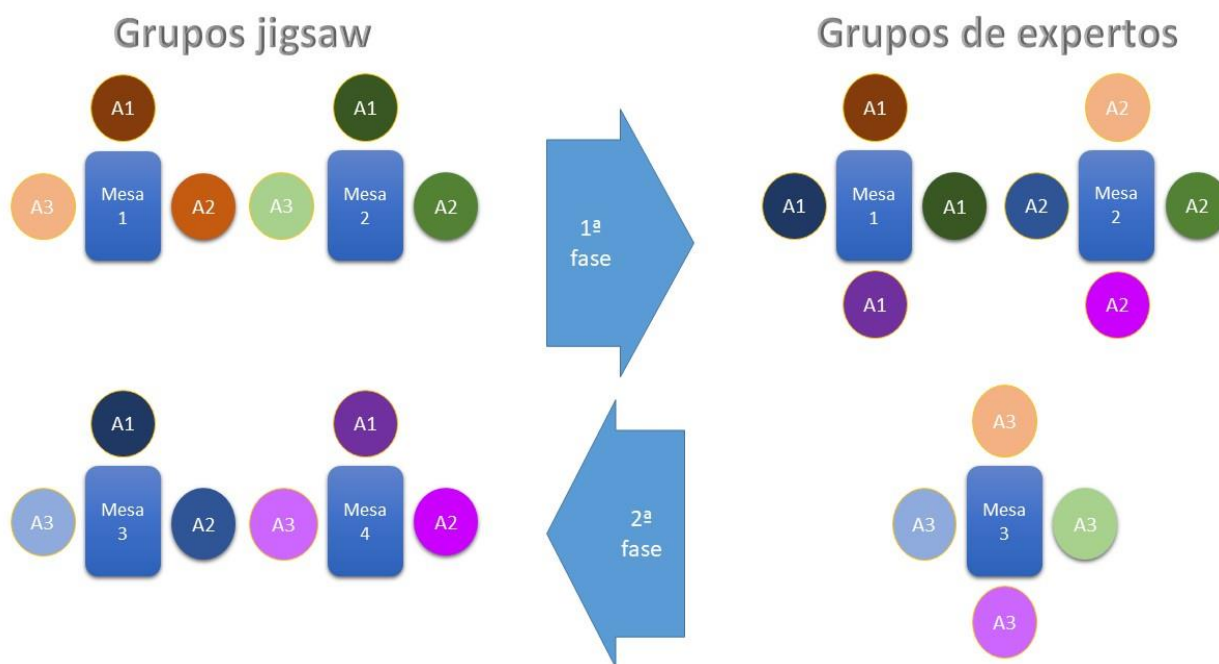 Grupos jigsaw
Grupos de expertos
A1
A1
A3
Mesa
1
A2
A3
Mesa
2
A2
1ª
fase
A1
A2
A1
Mesa
1
A1
A2
Mesa
2
A2
A1
A2
A1
A1
A3
Mesa
3
A2
A3
Mesa
4
A2
2ª
fase
A3
A3
Mesa
3
A3
A3